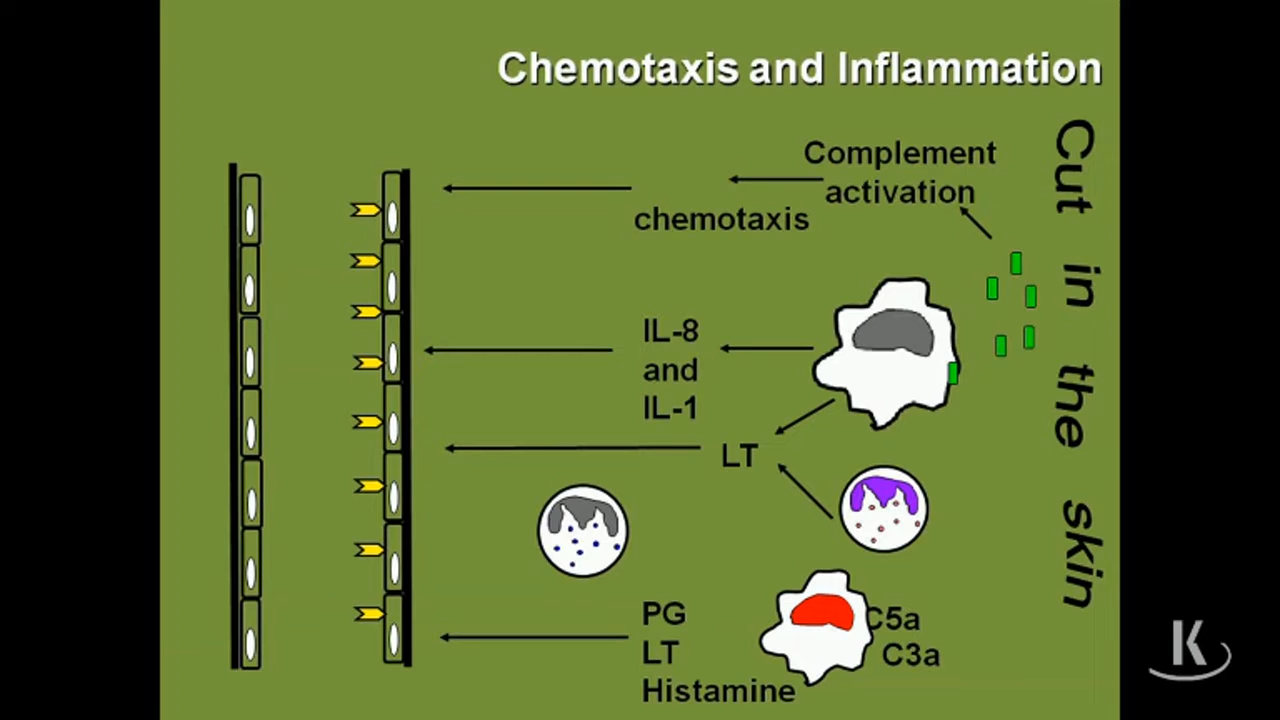 Chemotaxis and Inflammation
Complement
activation
chemotaxis
Cut in the skin
IL-8
and
IL-1
LT
PG
LT
Histamine
C5a
C3a
K